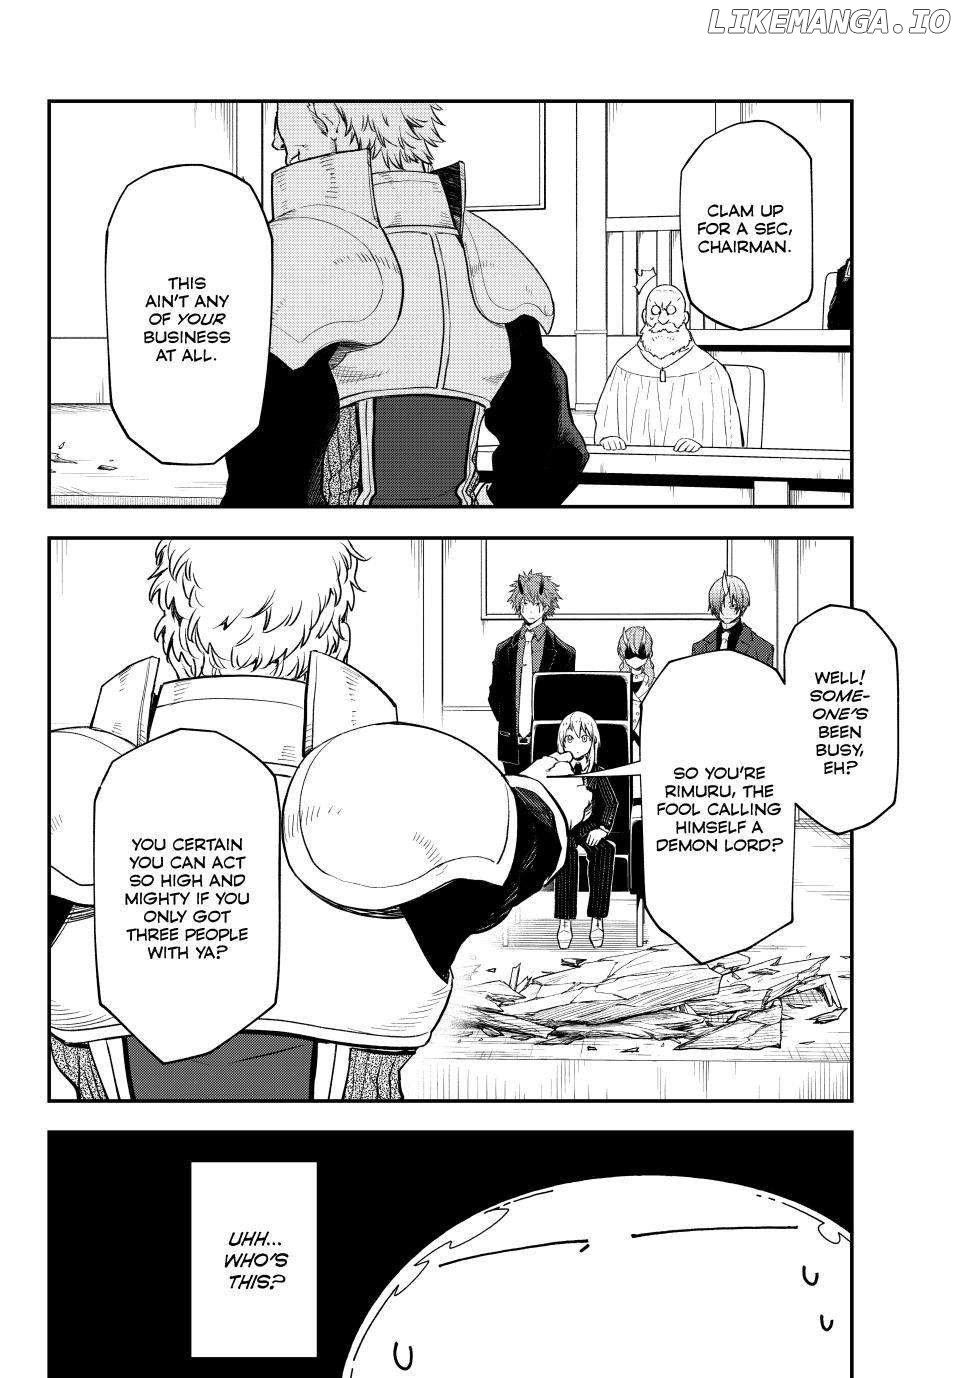 LIKEMANGA.IO
CLAM UP
FOR A SEC,
CHAIRMAN.
THIS
AIN'T ANY
OF YOUR
BUSINESS
AT ALL.
WELL!
SOME-
ONE'S
BEEN
BUSY,
EH?
SO YOU'RE
RIMURU, THE
FOOL CALLING
HIMSELF A
DEMON LORD?
YOU CERTAIN
YOU CAN ACT
SO HIGH AND
MIGHTY IF YOU
ONLY GOT
THREE PEOPLE
WITH YA?
UHH...
WHO'S
THIS?